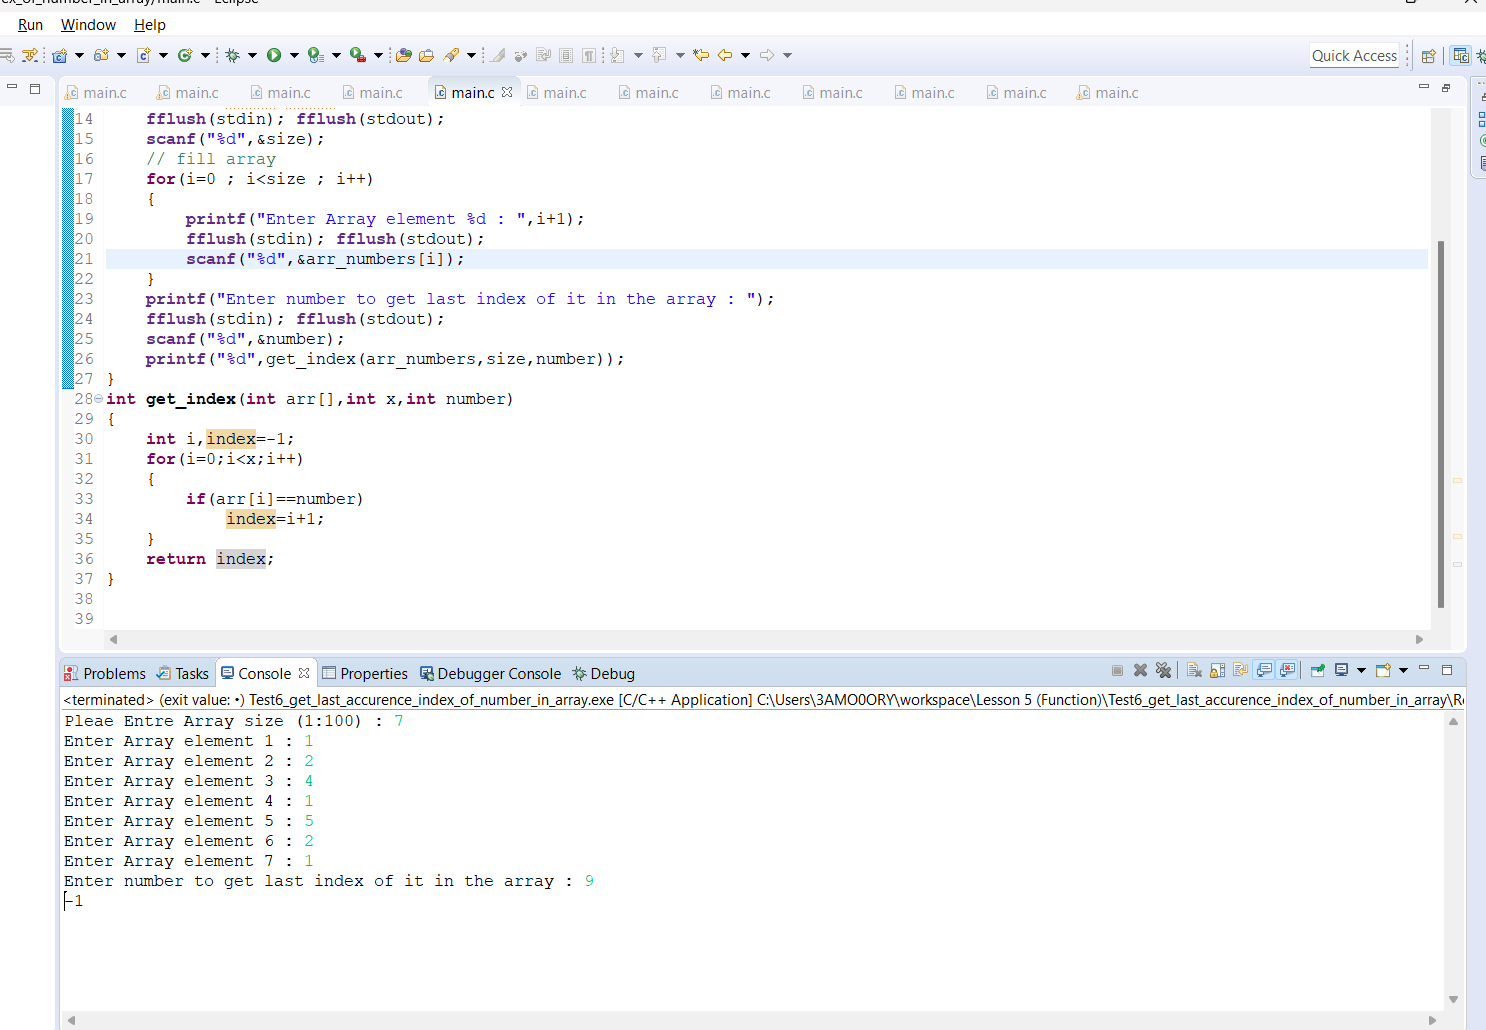 ex_of_number_in_array/main.c - Eclipse
Run Window Help
Quick Access
main.c main.c main.c main.c main.c main.c main.c main.c main.c main.c main.c main.c
14 fflush(stdin); fflush(stdout);
15 scanf("%d",&size);
16 // fill array
17 for(i=0 ; i<size ; i++)
18 {
19 printf("Enter Array element %d : ",i+1);
20 fflush(stdin); fflush(stdout);
21 scanf("%d",&arr_numbers[i]);
22 }
23 printf("Enter number to get last index of it in the array : ");
24 fflush(stdin); fflush(stdout);
25 scanf("%d",&number);
26 printf("%d",get_index(arr_numbers,size,number));
27 }
28 int get_index(int arr[],int x,int number)
29 {
30 int i,index=-1;
31 for(i=0;i<x;i++)
32 {
33 if(arr[i]==number)
34 index=i+1;
35 }
36 return index;
37 }
38
39
Problems Tasks Console Properties Debugger Console Debug
<terminated> (exit value: •) Test6_get_last_accurence_index_of_number_in_array.exe [C/C++ Application] C:\Users\3AMO0ORY\workspace\Lesson 5 (Function)\Test6_get_last_accurence_index_of_number_in_array\Re
Pleae Entre Array size (1:100) : 7
Enter Array element 1 : 1
Enter Array element 2 : 2
Enter Array element 3 : 4
Enter Array element 4 : 1
Enter Array element 5 : 5
Enter Array element 6 : 2
Enter Array element 7 : 1
Enter number to get last index of it in the array : 9
-1